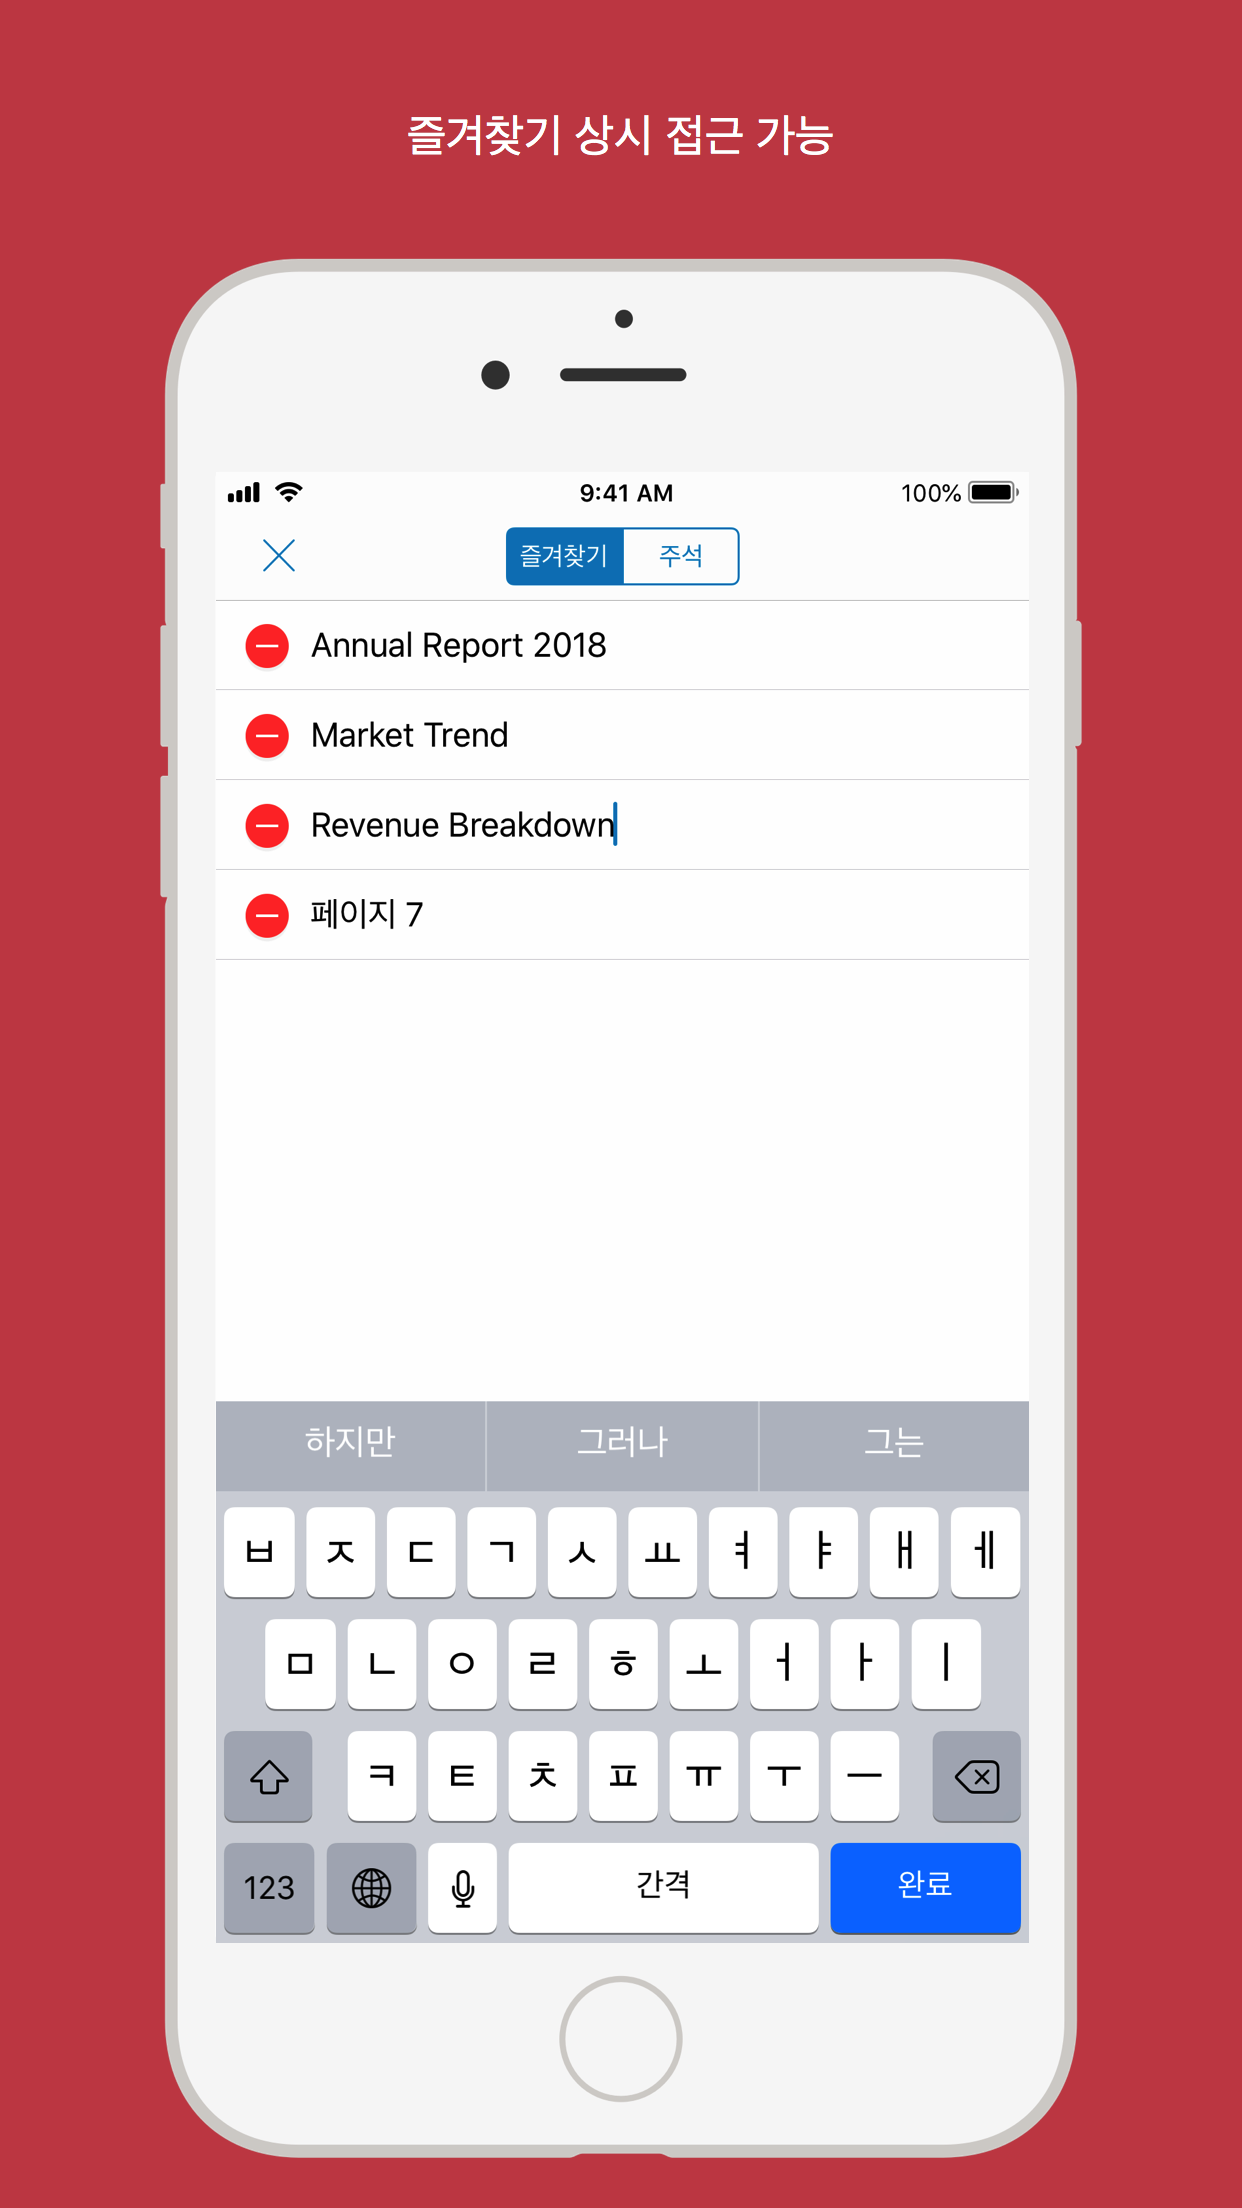 즐겨찾기 상시 접근 가능
9:41 AM
100%
즐겨찾기 주석
Annual Report 2018
Market Trend
Revenue Breakdown
페이지 7
하지만 그러나 그는
ㅂ ㅈ ㄷ ㄱ ㅅ ㅛ ㅕ ㅑ ㅐ ㅔ
ㅁ ㄴ ㅇ ㄹ ㅎ ㅗ ㅓ ㅏ ㅣ
ㅋ ㅌ ㅊ ㅍ ㅠ ㅜ ㅡ
123 간격 완료